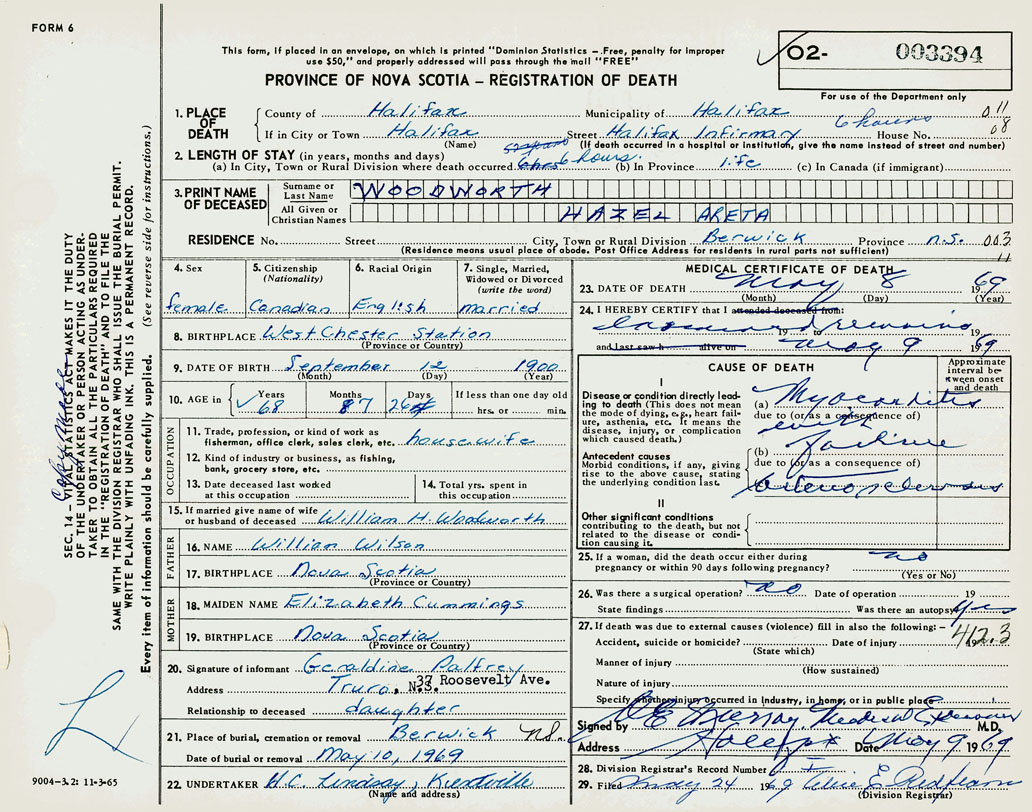 FORM 6
This form, if placed in an envelope, on which is printed "Dominion Statistics – Free, penalty for improper
use $50," and properly addressed will pass through the mail "FREE"
O2- 003394
For use of the Department only
PROVINCE OF NOVA SCOTIA – REGISTRATION OF DEATH
1. PLACE OF DEATH
County of Halifax Municipality of Halifax 011
If in City or Town Halifax Street Halifax Infirmary 6 hours House No. 08
(Name) (If death occurred in a hospital or institution, give the name instead of street and number)
2. LENGTH OF STAY (in years, months and days)
(a) In City, Town or Rural Division where death occurred 6 hrs 6 hours. (b) In Province life (c) In Canada (if immigrant)
3. PRINT NAME OF DECEASED
Surname or Last Name WOODWORTH
All Given or Christian Names HAZEL ARETA
RESIDENCE No. Street City, Town or Rural Division Berwick Province n.s. 003
(Residence means usual place of abode. Post Office Address for residents in rural parts not sufficient) 11
4. Sex female
5. Citizenship (Nationality) Canadian
6. Racial Origin English
7. Single, Married, Widowed or Divorced (write the word) married
8. BIRTHPLACE West Chester Station
(Province or Country)
9. DATE OF BIRTH September 12 1900
(Month) (Day) (Year)
10. AGE in Years 68 Months 7 Days 26 If less than one day old hrs. or min.
OCCUPATION
11. Trade, profession, or kind of work as fisherman, office clerk, sales clerk, etc. housewife
12. Kind of industry or business, as fishing, bank, grocery store, etc.
13. Date deceased last worked at this occupation
14. Total yrs. spent in this occupation
15. If married give name of wife or husband of deceased William H. Woodworth
FATHER
16. NAME William Wilson
17. BIRTHPLACE Nova Scotia
(Province or Country)
MOTHER
18. MAIDEN NAME Elizabeth Cummings
19. BIRTHPLACE Nova Scotia
(Province or Country)
20. Signature of informant Geraldine Palfrey
Address Truro, N.S. 37 Roosevelt Ave.
Relationship to deceased daughter
21. Place of burial, cremation or removal Berwick n.s.
Date of burial or removal May 10, 1969
22. UNDERTAKER H.C. Lindsay, Kentville
(Name and address)
MEDICAL CERTIFICATE OF DEATH
23. DATE OF DEATH May 8 1969
(Month) (Day) (Year)
24. I HEREBY CERTIFY that I attended deceased from:
remains 19 to 19
and last saw h alive on May 9 1969
CAUSE OF DEATH
Approximate interval between onset and death
I
Disease or condition directly leading to death (This does not mean the mode of dying, e.g., heart failure, asthenia, etc. It means the disease, injury, or complication which caused death.)
(a) Myocarditis
due to (or as a consequence of)
with
Antecedent causes
Morbid conditions, if any, giving rise to the above cause, stating the underlying condition last.
(b) Failure
due to (or as a consequence of)
Arteriosclerosis
II
Other significant conditions
contributing to the death, but not related to the disease or condition causing it.
25. If a woman, did the death occur either during pregnancy or within 90 days following pregnancy? no
(Yes or No)
26. Was there a surgical operation? no Date of operation 19
State findings Was there an autopsy yes
27. If death was due to external causes (violence) fill in also the following: – 412.3
Accident, suicide or homicide? Date of injury 19
(State which)
Manner of injury
(How sustained)
Nature of injury
Specify whether injury occurred in industry, in home, or in public place
Signed by Murray Medical Examiner M.D.
Address Halifax Date May 9 1969
28. Division Registrar's Record Number
29. Filed May 24 1969
(Division Registrar)
SEC. 14 – VITAL STATISTICS ACT MAKES IT THE DUTY
OF THE UNDERTAKER OR PERSON ACTING AS UNDER-
TAKER TO OBTAIN ALL THE PARTICULARS REQUIRED
IN THE "REGISTRATION OF DEATH" AND TO FILE THE
SAME WITH THE DIVISION REGISTRAR WHO SHALL ISSUE THE BURIAL PERMIT.
WRITE PLAINLY WITH UNFADING INK. THIS IS A PERMANENT RECORD.
Every item of information should be carefully supplied. (See reverse side for instructions.)
9004-3.2: 11-3-65